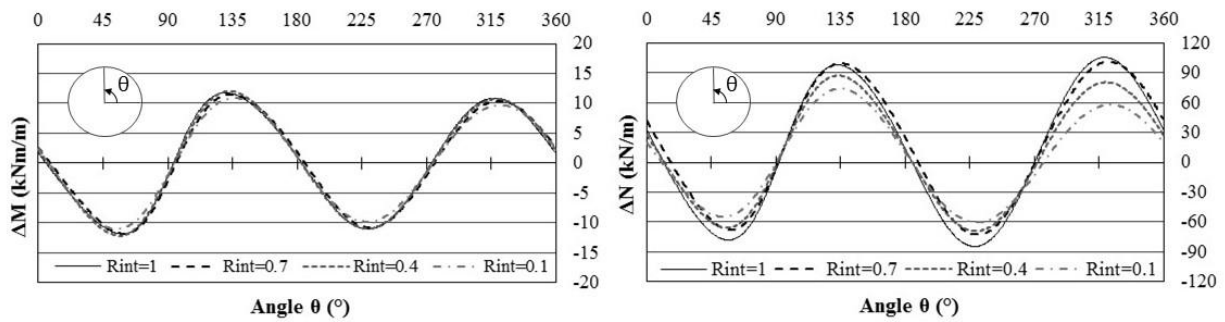 0 45 90 135 180 225 270 315 360
20
15
10
5
0
-5
-10
-15
-20
ΔM (kNm/m)
θ
Rint=1 Rint=0.7 Rint=0.4 Rint=0.1
Angle θ (°)
0 45 90 135 180 225 270 315 360
120
90
60
30
0
-30
-60
-90
-120
ΔN (kN/m)
θ
Rint=1 Rint=0.7 Rint=0.4 Rint=0.1
Angle θ (°)